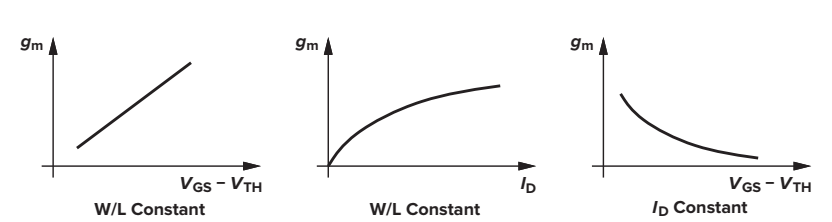 gm
VGS – VTH
W/L Constant
gm
ID
W/L Constant
gm
VGS – VTH
ID Constant